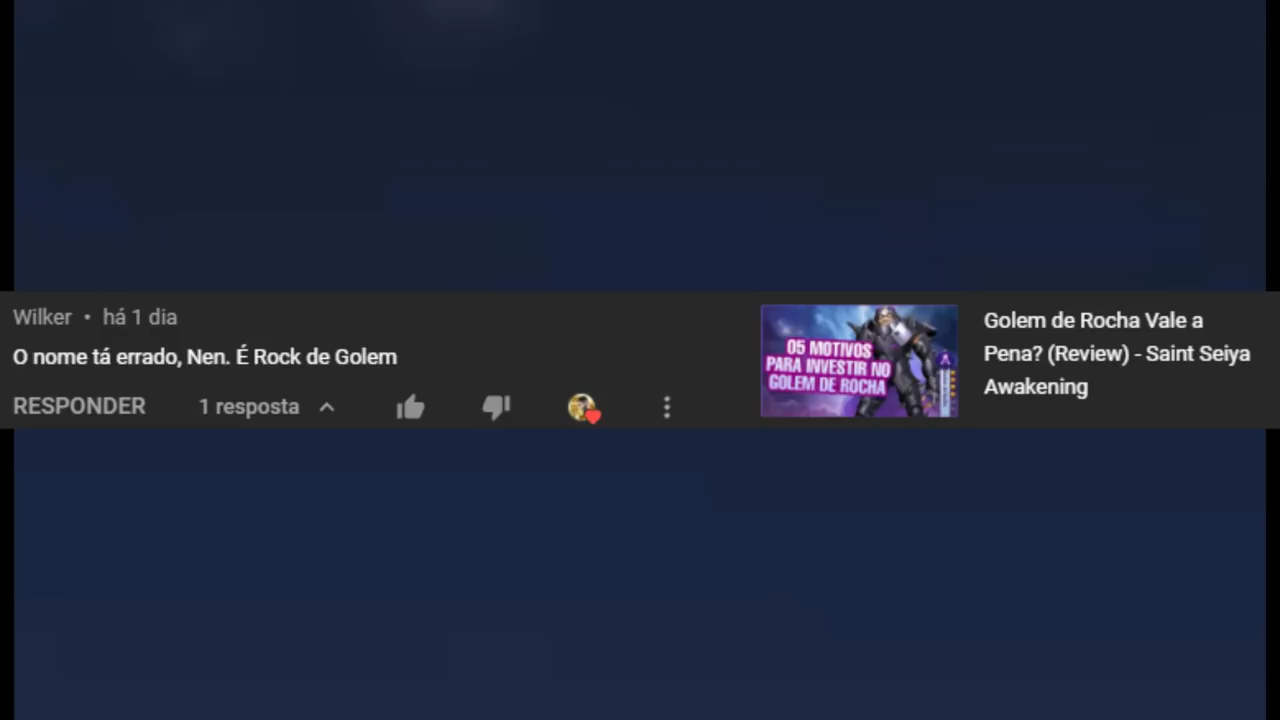 Wilker • há 1 dia
O nome tá errado, Nen. É Rock de Golem
RESPONDER 1 resposta
05 MOTIVOS
PARA INVESTIR NO
GOLEM DE ROCHA
Golem de Rocha Vale a
Pena? (Review) - Saint Seiya
Awakening